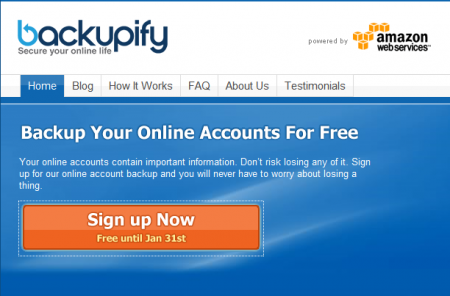 backupify
Secure your online life
powered by amazon
webservices™
Home Blog How It Works FAQ About Us Testimonials
Backup Your Online Accounts For Free
Your online accounts contain important information. Don't risk losing any of it. Sign
up for our online account backup and you will never have to worry about losing a
thing.
Sign up Now
Free until Jan 31st